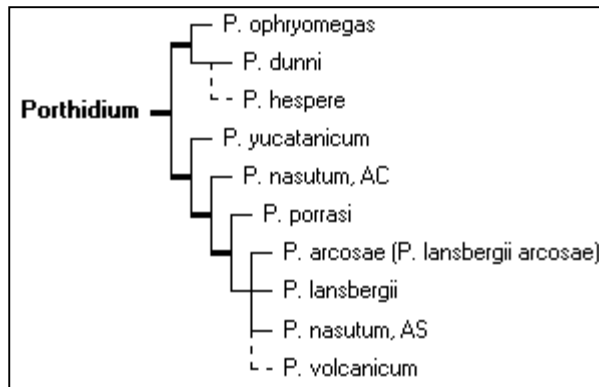 P. ophryomegas
P. dunni
P. hespere
Porthidium
P. yucatanicum
P. nasutum, AC
P. porrasi
P. arcosae (P. lansbergii arcosae)
P. lansbergii
P. nasutum, AS
P. volcanicum